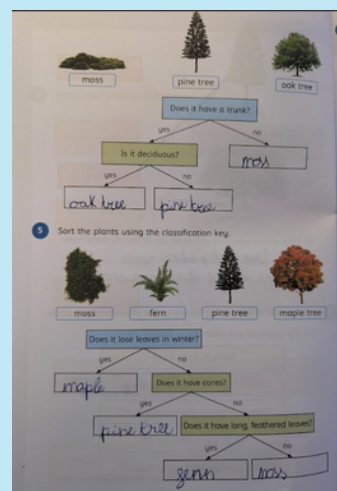 moss
pine tree
oak tree
Does it have a trunk?
yes no
Is it deciduous?
moss
yes no
oak tree pine tree
5 Sort the plants using the classification key.
moss fern pine tree maple tree
Does it lose leaves in winter?
yes no
maple
Does it have cones?
yes no
pine tree
Does it have long, feathered leaves?
yes no
fern moss